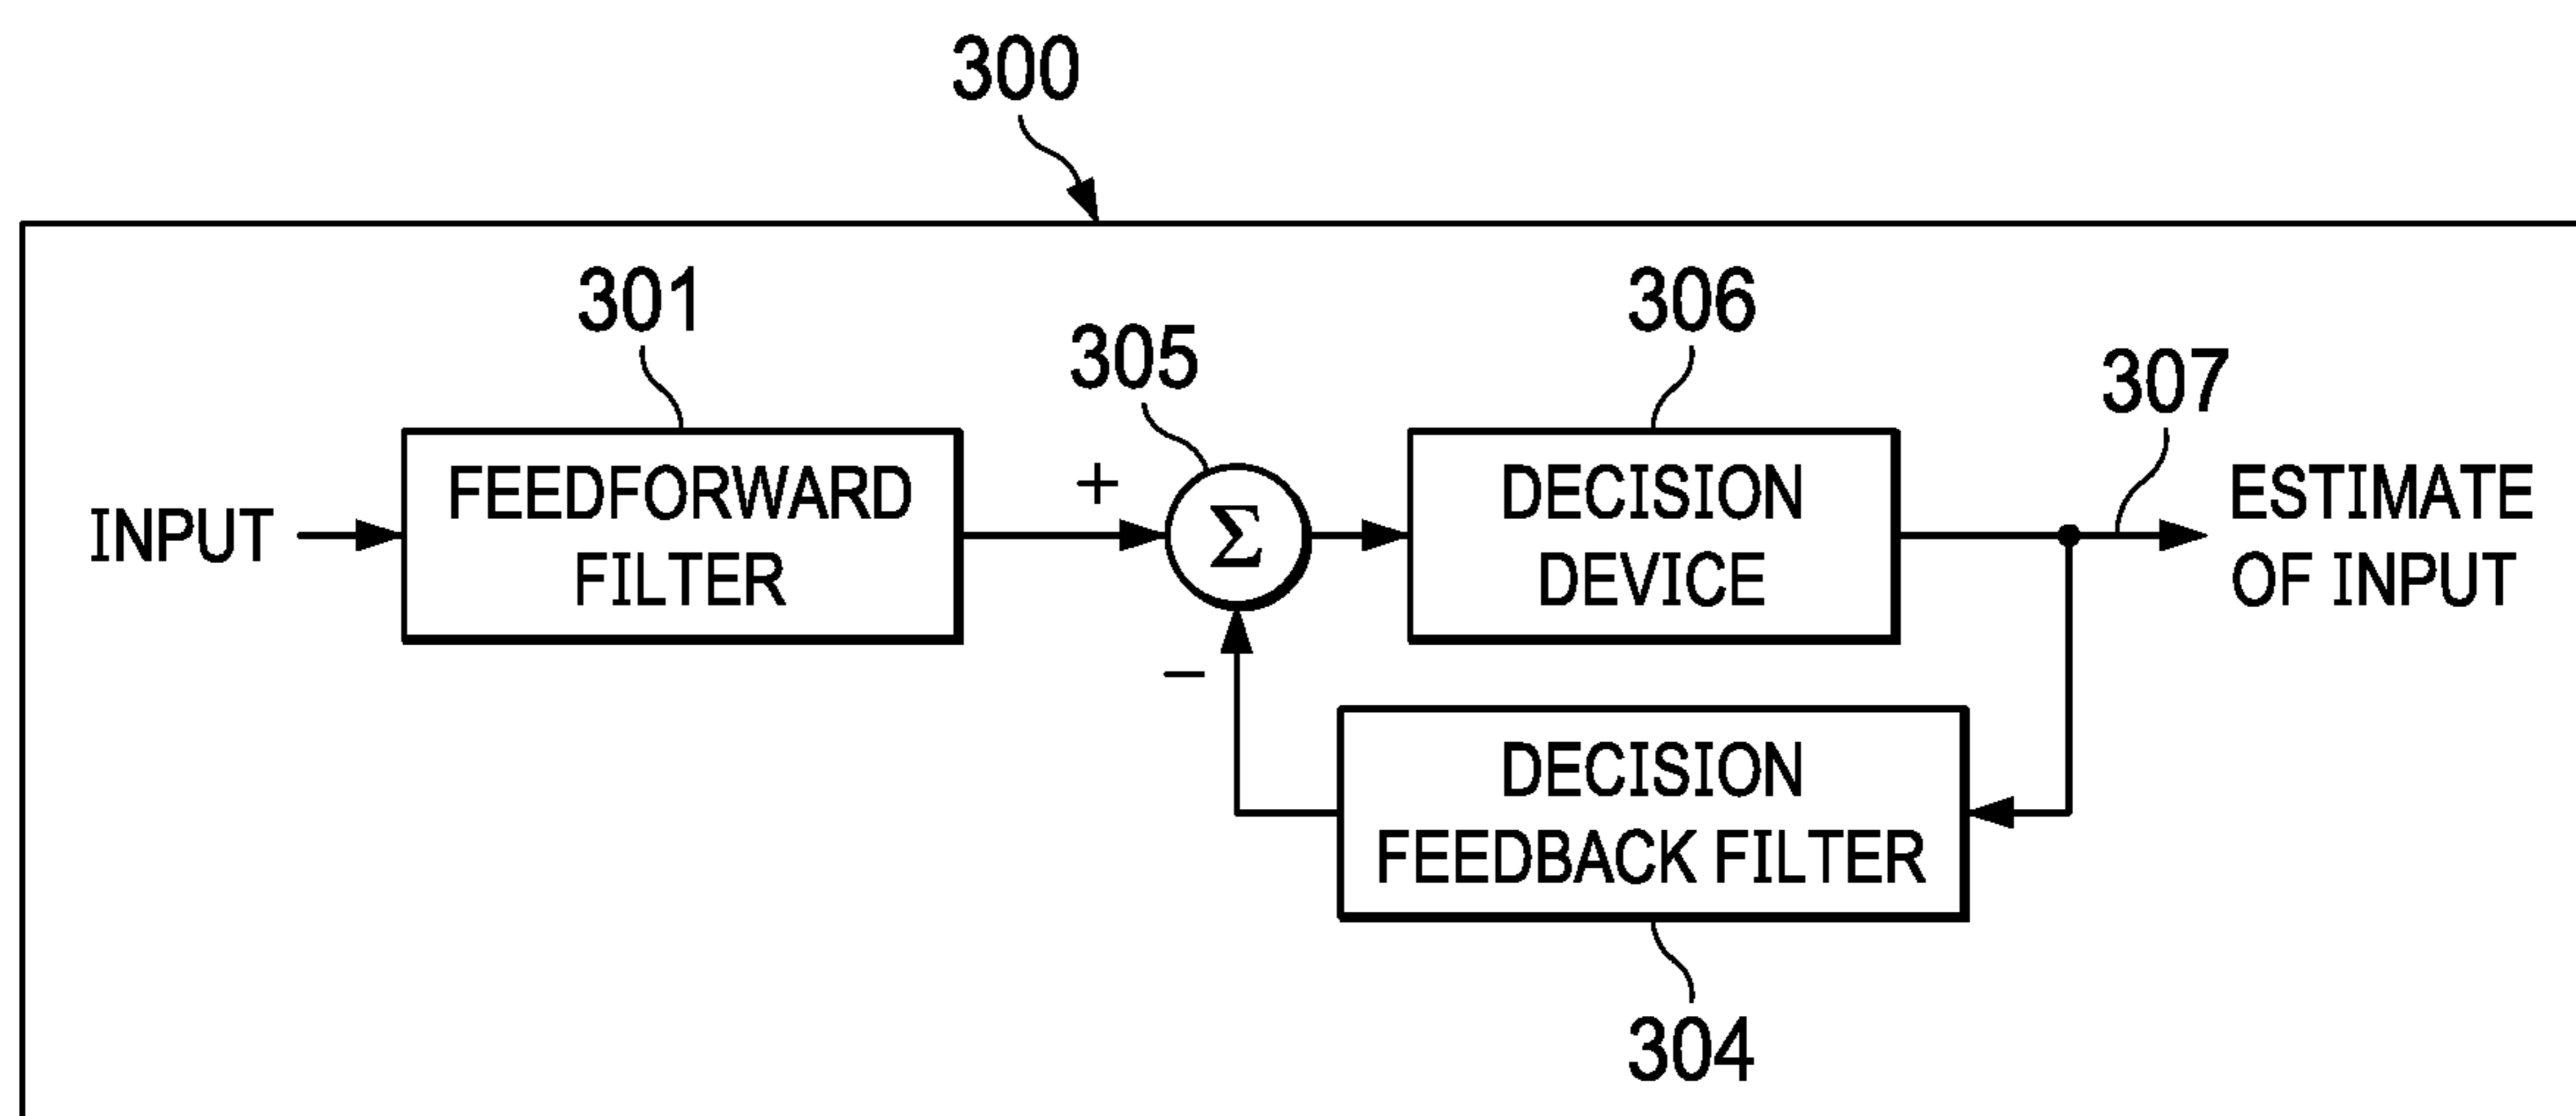 300
301
305
306
307
INPUT
FEEDFORWARD
FILTER
+
Σ
−
DECISION
DEVICE
ESTIMATE
OF INPUT
DECISION
FEEDBACK FILTER
304